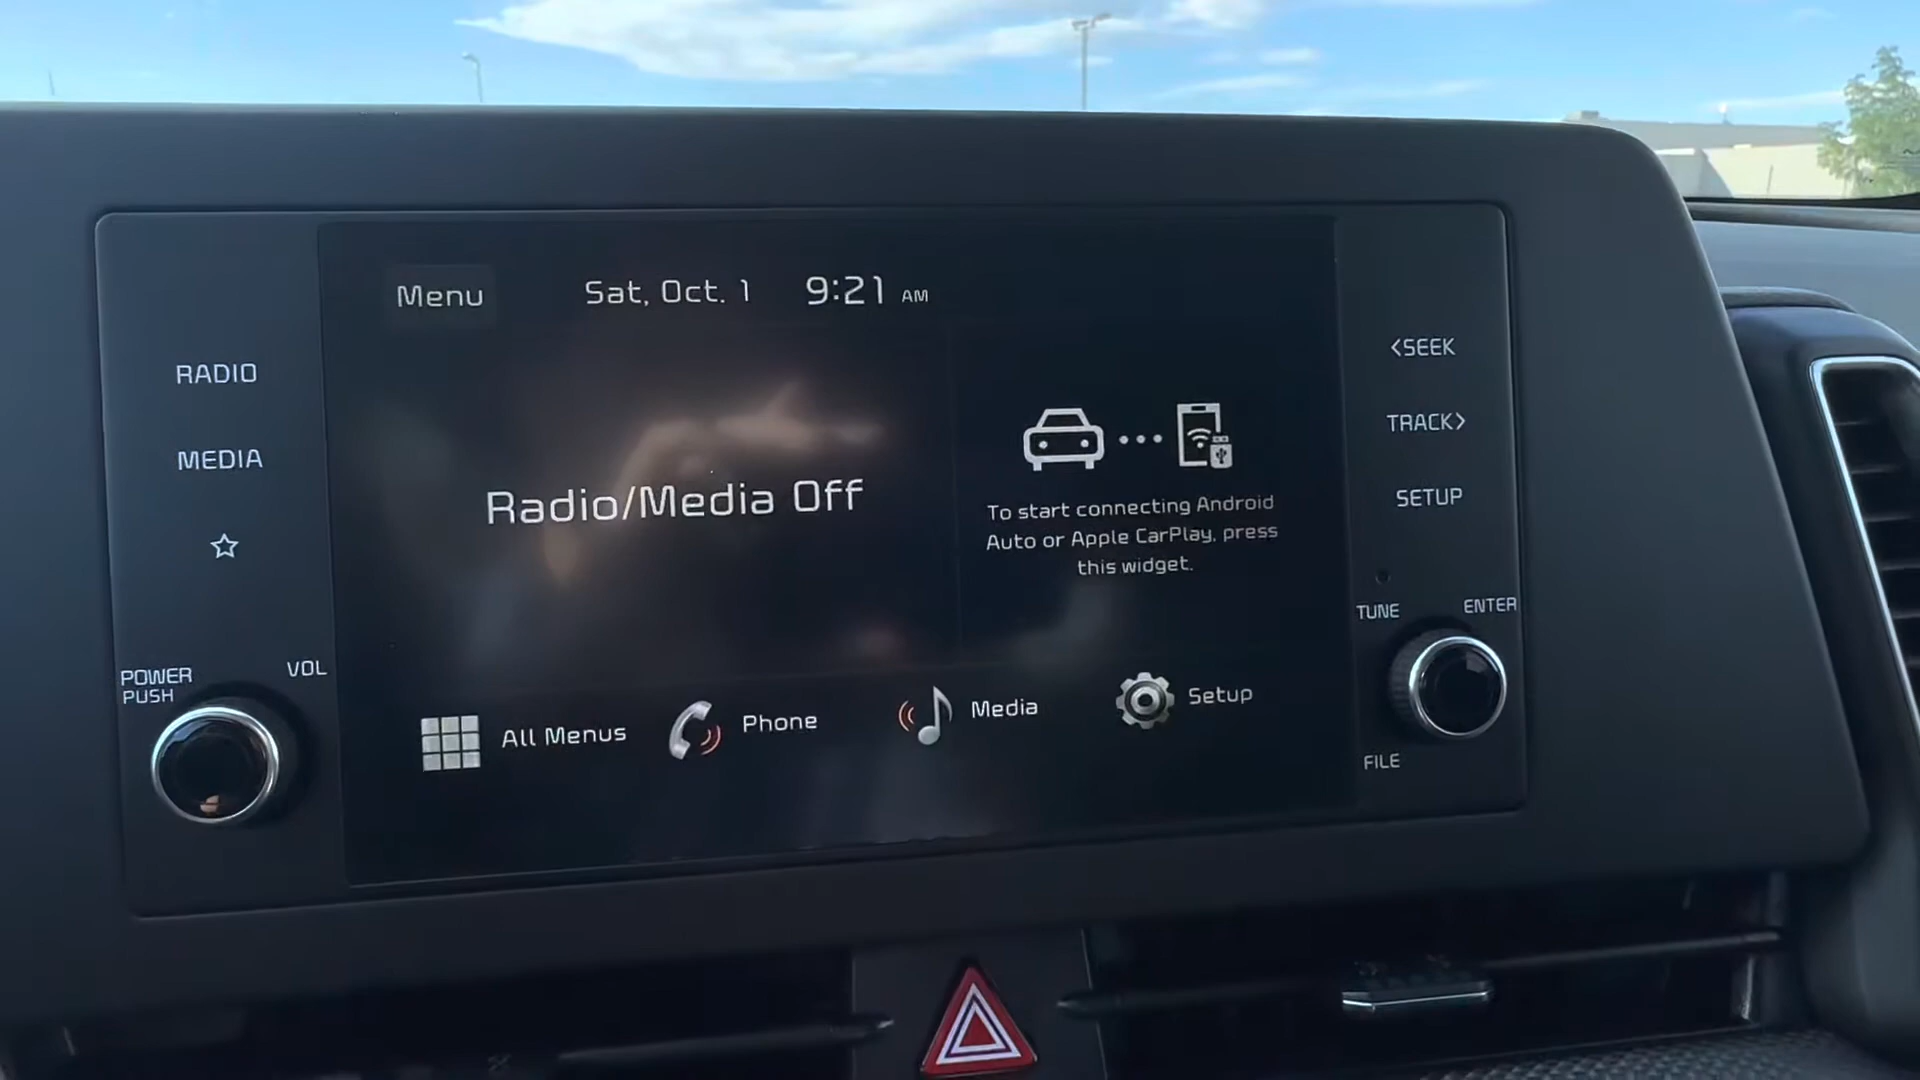 Menu
Sat, Oct. 1
9:21 AM
RADIO
MEDIA
POWER
PUSH
VOL
Radio/Media Off
To start connecting Android
Auto or Apple CarPlay, press
this widget.
All Menus
Phone
Media
Setup
<SEEK
TRACK>
SETUP
TUNE
ENTER
FILE